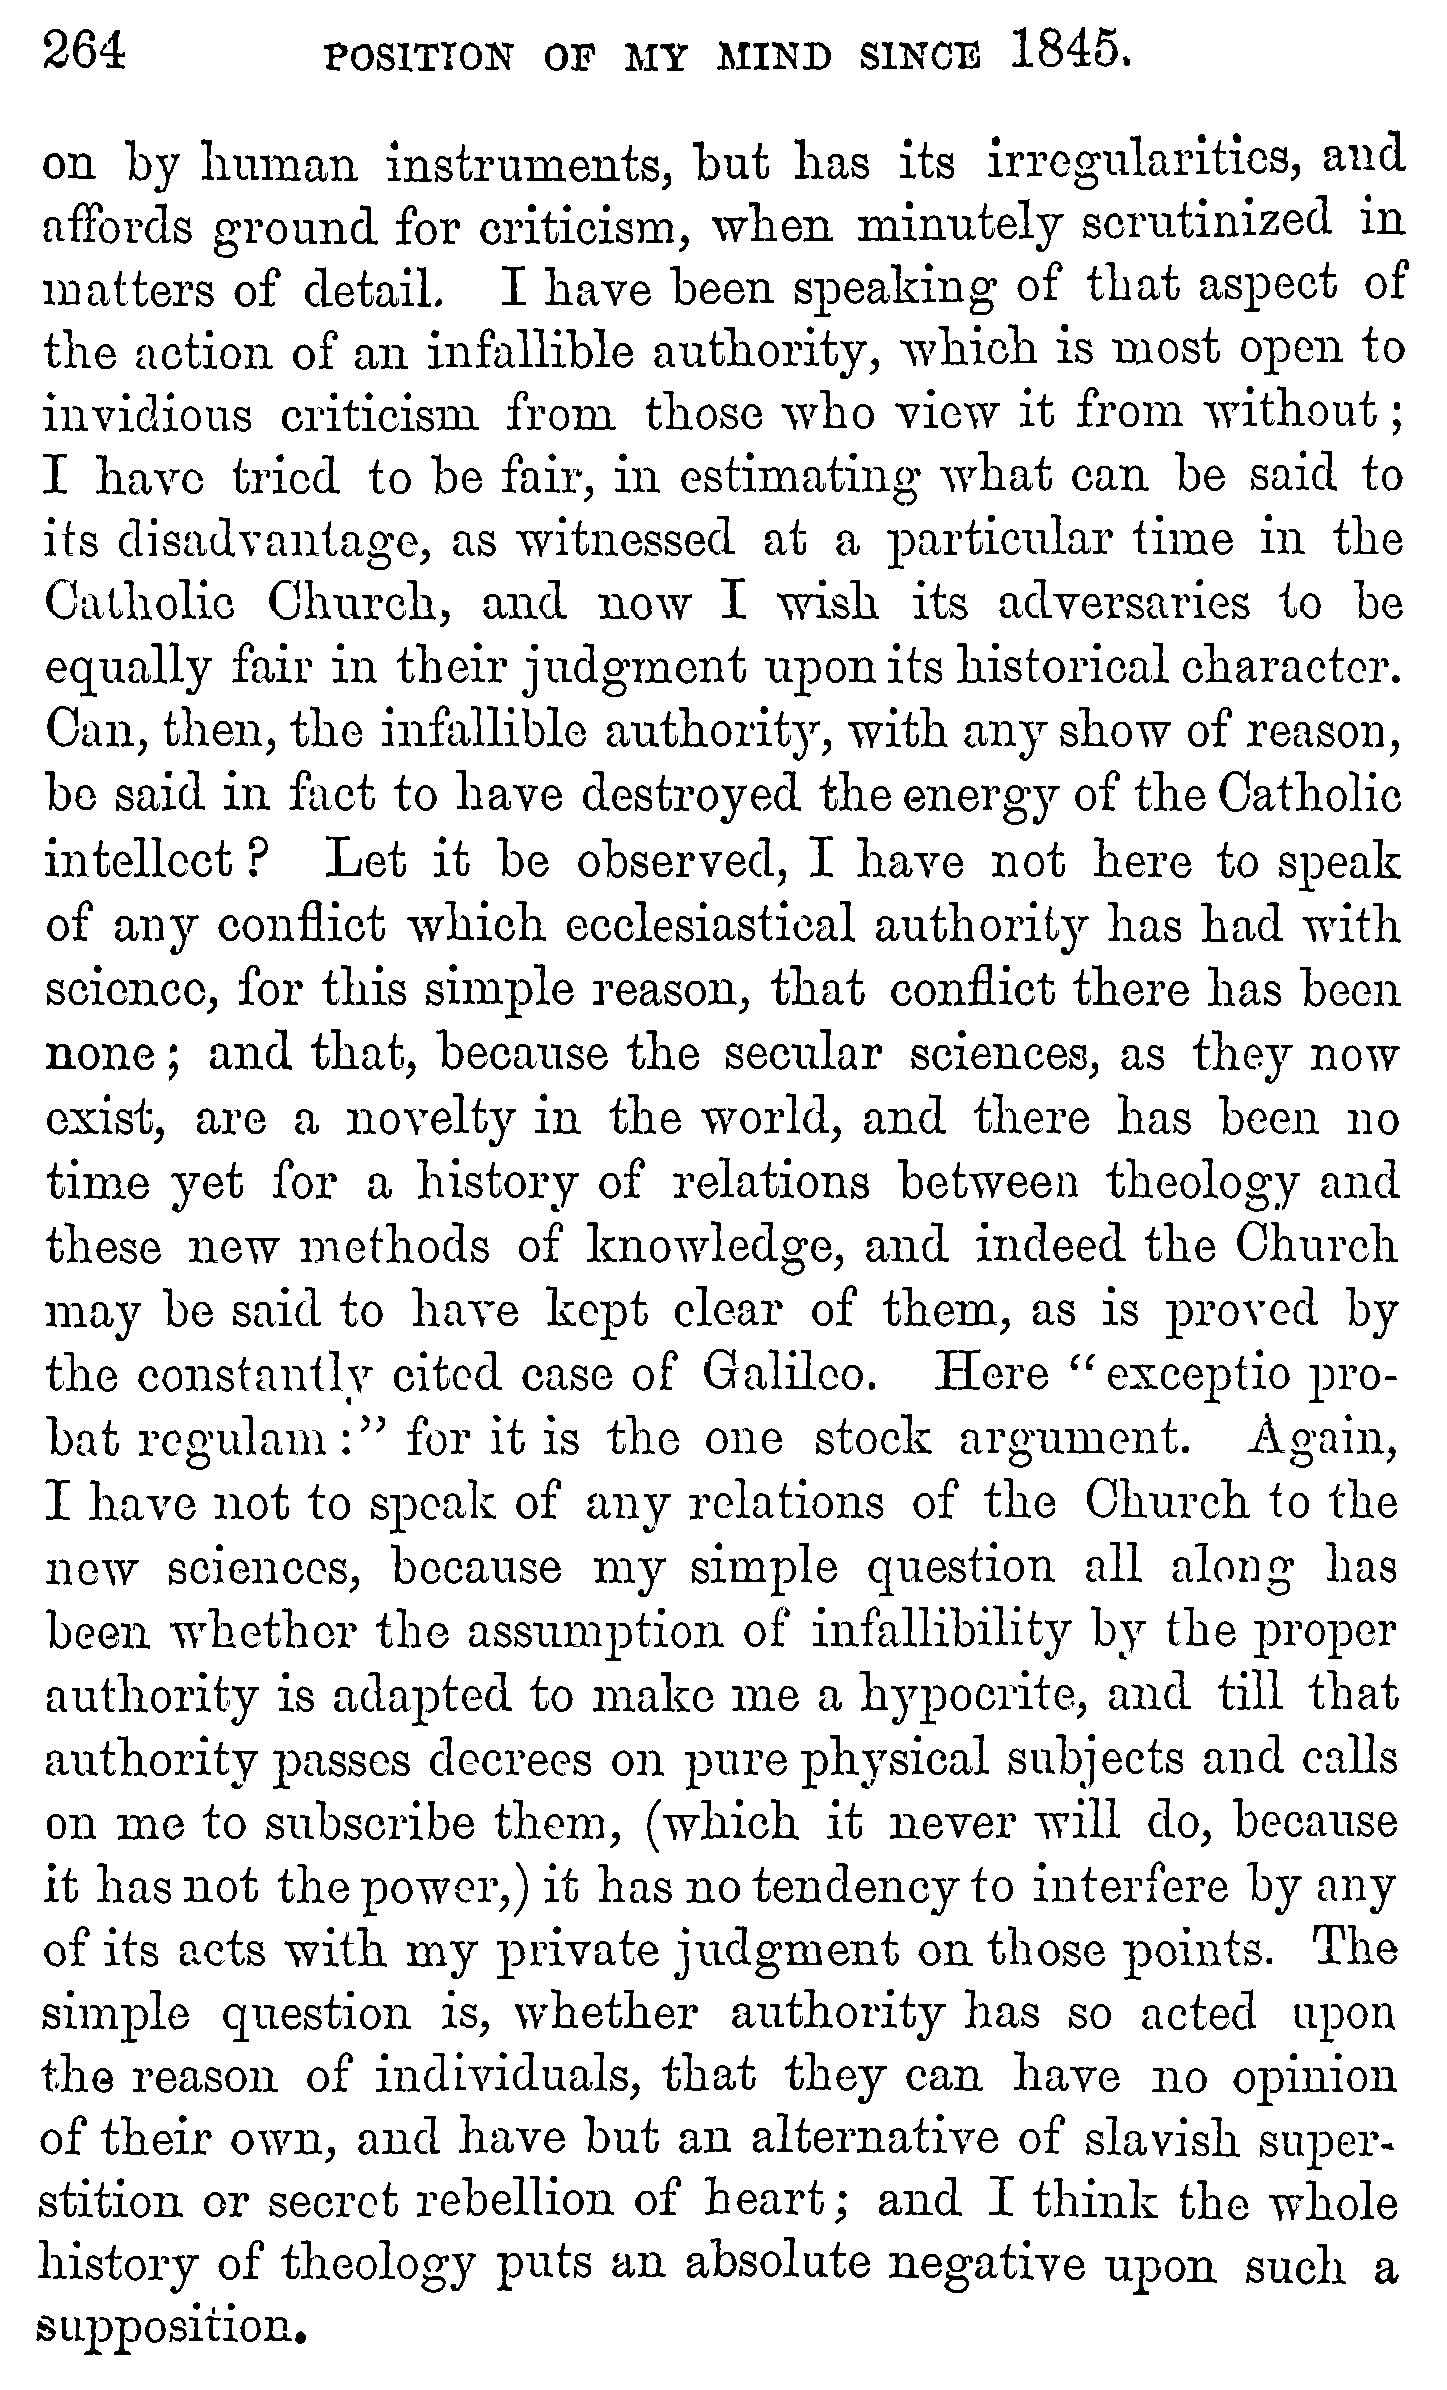 264 POSITION OF MY MIND SINCE 1845.
on by human instruments, but has its irregularities, and
affords ground for criticism, when minutely scrutinized in
matters of detail. I have been speaking of that aspect of
the action of an infallible authority, which is most open to
invidious criticism from those who view it from without;
I have tried to be fair, in estimating what can be said to
its disadvantage, as witnessed at a particular time in the
Catholic Church, and now I wish its adversaries to be
equally fair in their judgment upon its historical character.
Can, then, the infallible authority, with any show of reason,
be said in fact to have destroyed the energy of the Catholic
intellect? Let it be observed, I have not here to speak
of any conflict which ecclesiastical authority has had with
science, for this simple reason, that conflict there has been
none; and that, because the secular sciences, as they now
exist, are a novelty in the world, and there has been no
time yet for a history of relations between theology and
these new methods of knowledge, and indeed the Church
may be said to have kept clear of them, as is proved by
the constantly cited case of Galileo. Here "exceptio pro-
bat regulam:" for it is the one stock argument. Again,
I have not to speak of any relations of the Church to the
new sciences, because my simple question all along has
been whether the assumption of infallibility by the proper
authority is adapted to make me a hypocrite, and till that
authority passes decrees on pure physical subjects and calls
on me to subscribe them, (which it never will do, because
it has not the power,) it has no tendency to interfere by any
of its acts with my private judgment on those points. The
simple question is, whether authority has so acted upon
the reason of individuals, that they can have no opinion
of their own, and have but an alternative of slavish super-
stition or secret rebellion of heart; and I think the whole
history of theology puts an absolute negative upon such a
supposition.